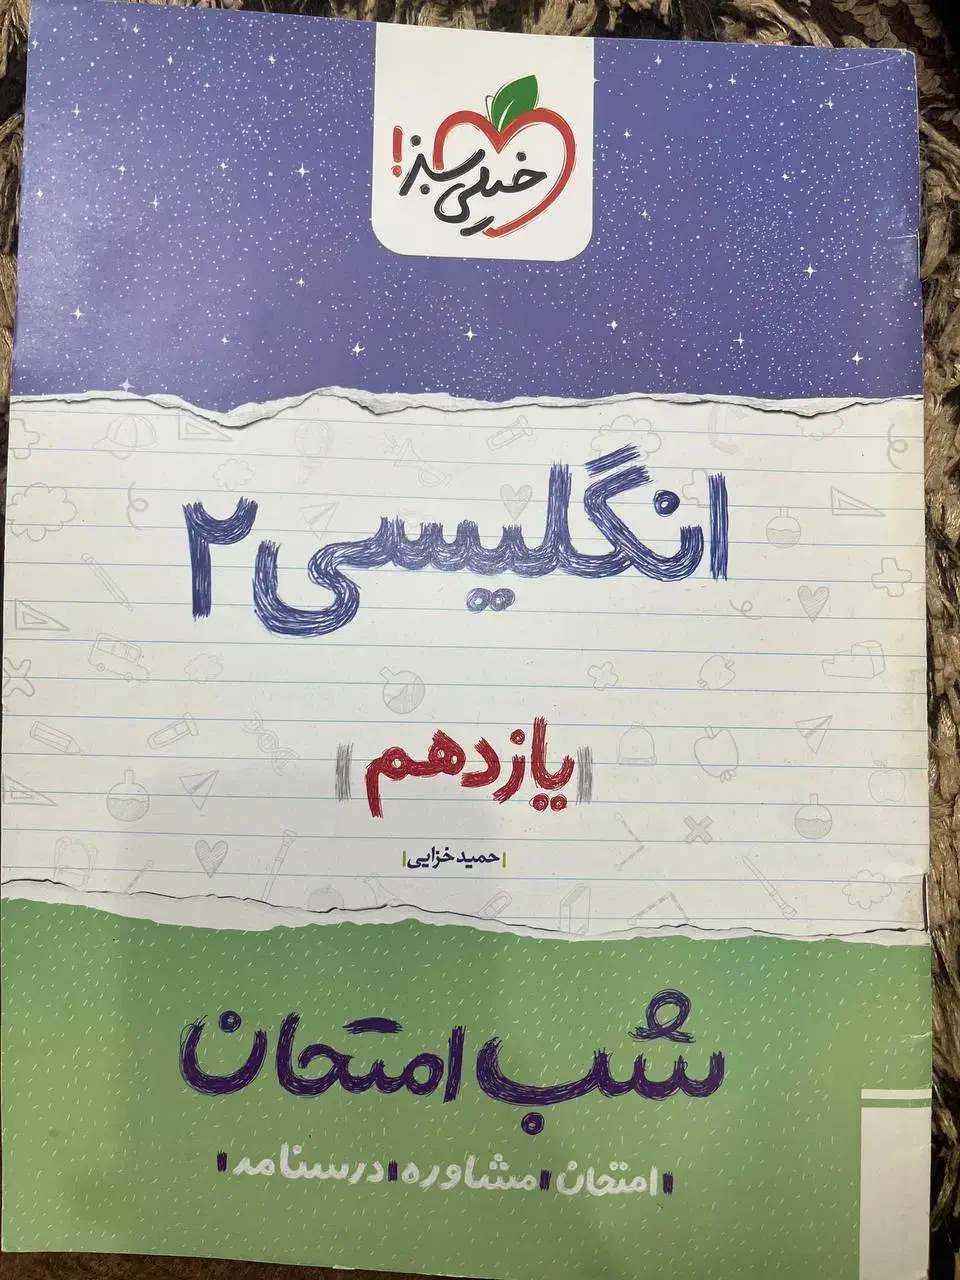 خیلی سبز!
انگلیسی ۲
یازدهم
حمید خزایی
شب امتحان
امتحان مشاوره درسنامه